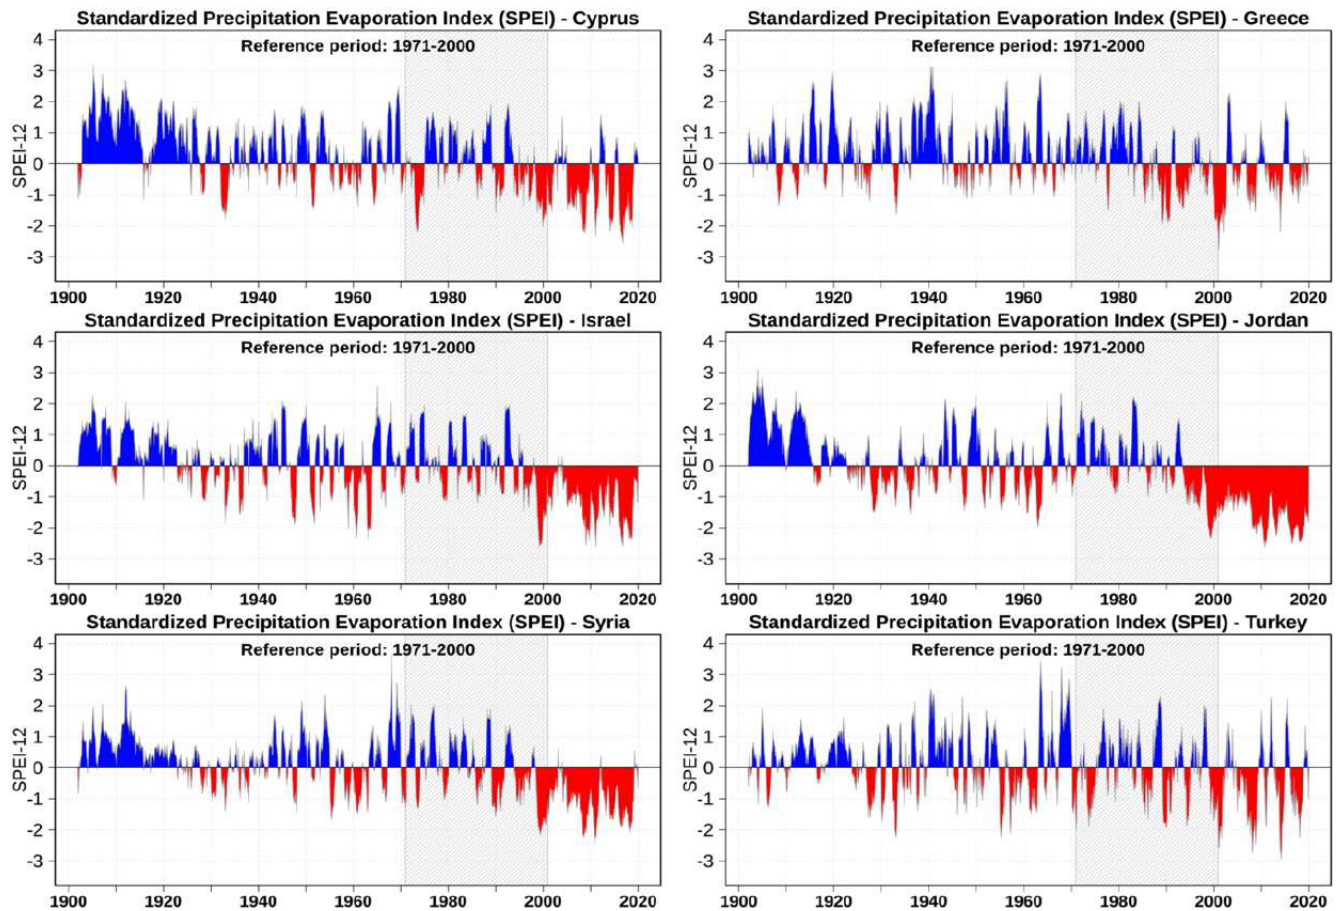 Standardized Precipitation Evaporation Index (SPEI) - Cyprus
Reference period: 1971-2000
SPEI-12
4
3
2
1
0
-1
-2
-3
1900 1920 1940 1960 1980 2000 2020
Standardized Precipitation Evaporation Index (SPEI) - Greece
Reference period: 1971-2000
SPEI-12
4
3
2
1
0
-1
-2
-3
1900 1920 1940 1960 1980 2000 2020
Standardized Precipitation Evaporation Index (SPEI) - Israel
Reference period: 1971-2000
SPEI-12
4
3
2
1
0
-1
-2
-3
1900 1920 1940 1960 1980 2000 2020
Standardized Precipitation Evaporation Index (SPEI) - Jordan
Reference period: 1971-2000
SPEI-12
4
3
2
1
0
-1
-2
-3
1900 1920 1940 1960 1980 2000 2020
Standardized Precipitation Evaporation Index (SPEI) - Syria
Reference period: 1971-2000
SPEI-12
4
3
2
1
0
-1
-2
-3
1900 1920 1940 1960 1980 2000 2020
Standardized Precipitation Evaporation Index (SPEI) - Turkey
Reference period: 1971-2000
SPEI-12
4
3
2
1
0
-1
-2
-3
1900 1920 1940 1960 1980 2000 2020